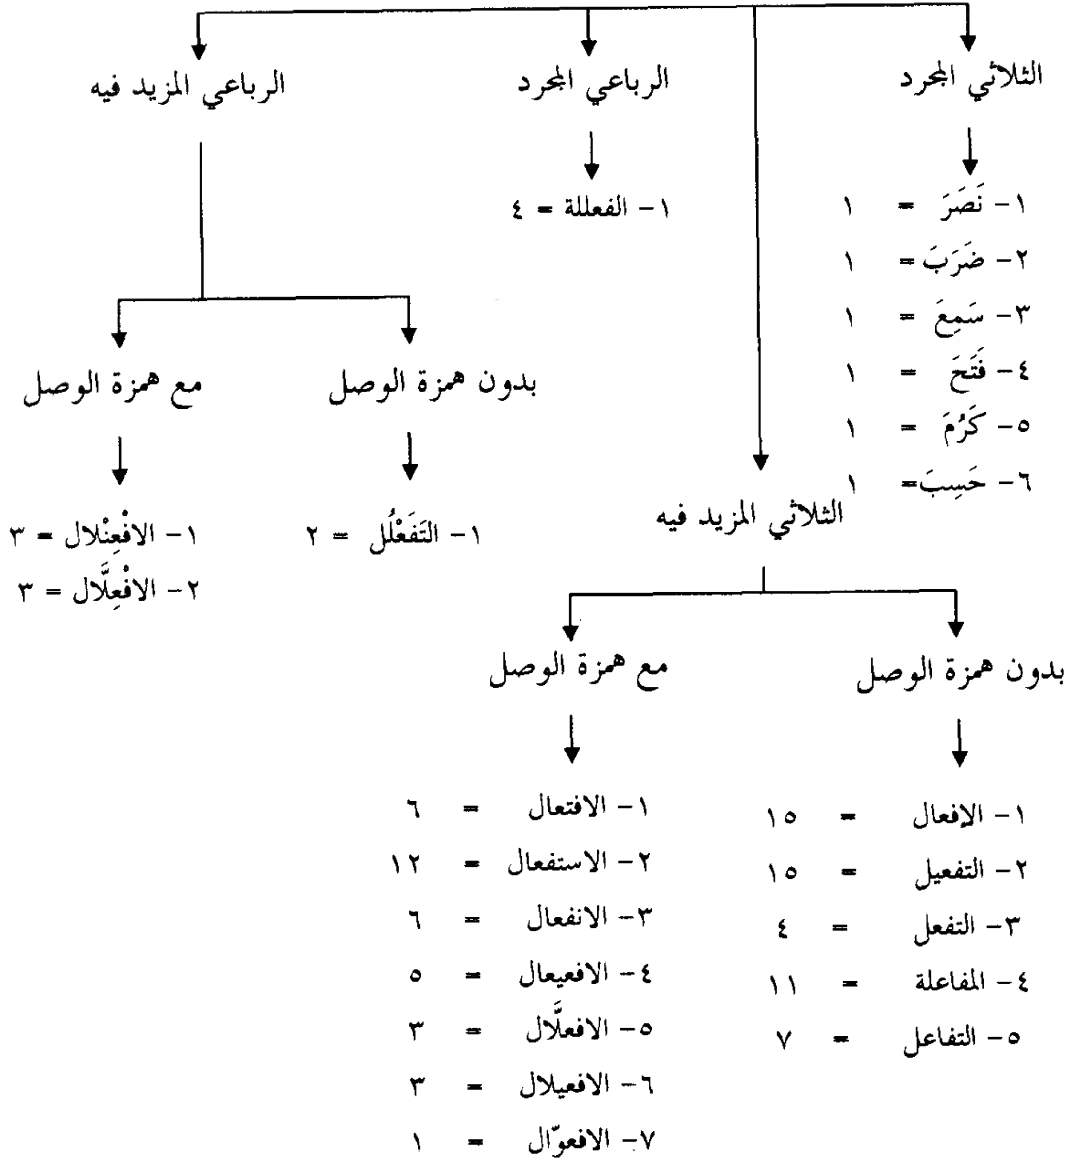 الثلاثي المجرد
١- نَصَرَ = ١
٢- ضَرَبَ = ١
٣- سَمِعَ = ١
٤- فَتَحَ = ١
٥- كَرُمَ = ١
٦- حَسِبَ = ١
الرباعي المجرد
١- الفعللة = ٤
الرباعي المزيد فيه
بدون همزة الوصل
١- التَفَعْلُل = ٢
مع همزة الوصل
١- الافْعِنْلال = ٣
٢- الافْعِلَّال = ٣
الثلاثي المزيد فيه
بدون همزة الوصل
١- الإفعال = ١٥
٢- التفعيل = ١٥
٣- التفعل = ٤
٤- المفاعلة = ١١
٥- التفاعل = ٧
مع همزة الوصل
١- الافتعال = ٦
٢- الاستفعال = ١٢
٣- الانفعال = ٦
٤- الافعيعال = ٥
٥- الافعلَّال = ٣
٦- الافعيلال = ٣
٧- الافعوّال = ١